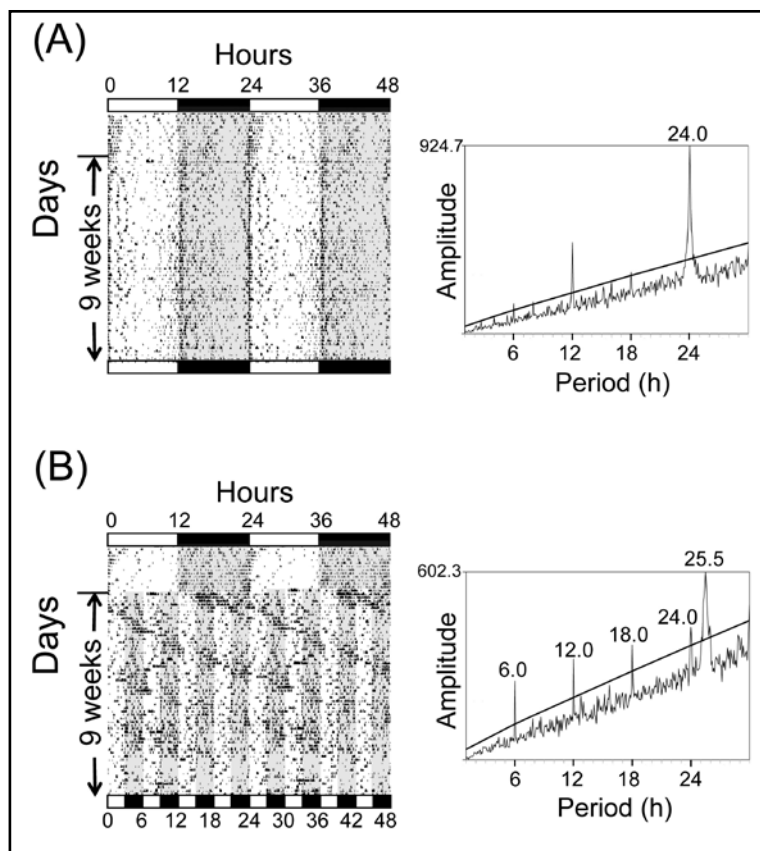 (A)
Hours
0 12 24 36 48
Days
9 weeks
924.7
24.0
Amplitude
6 12 18 24
Period (h)
(B)
Hours
0 12 24 36 48
Days
9 weeks
0 6 12 18 24 30 36 42 48
602.3
25.5
24.0
18.0
12.0
6.0
Amplitude
6 12 18 24
Period (h)